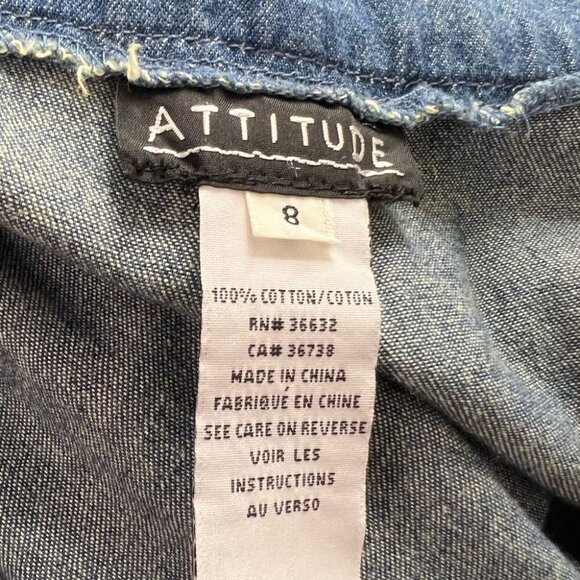 ATTITUDE
8
100% COTTON/COTON
RN# 36632
CA# 36738
MADE IN CHINA
FABRIQUÉ EN CHINE
SEE CARE ON REVERSE
VOIR LES
INSTRUCTIONS
AU VERSO